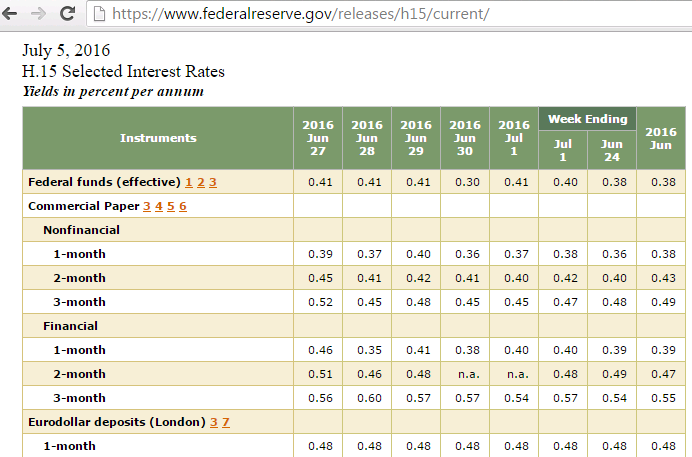 https://www.federalreserve.gov/releases/h15/current/
July 5, 2016
H.15 Selected Interest Rates
Yields in percent per annum
Instruments 2016 Jun 27 2016 Jun 28 2016 Jun 29 2016 Jun 30 2016 Jul 1 Week Ending Jul 1 Jun 24 2016 Jun
Federal funds (effective) 1 2 3 0.41 0.41 0.41 0.30 0.41 0.40 0.38 0.38
Commercial Paper 3 4 5 6
Nonfinancial
1-month 0.39 0.37 0.40 0.36 0.37 0.38 0.36 0.38
2-month 0.45 0.41 0.42 0.41 0.40 0.42 0.40 0.43
3-month 0.52 0.45 0.48 0.45 0.45 0.47 0.48 0.49
Financial
1-month 0.46 0.35 0.41 0.38 0.40 0.40 0.39 0.39
2-month 0.51 0.46 0.48 n.a. n.a. 0.48 0.49 0.47
3-month 0.56 0.60 0.57 0.57 0.54 0.57 0.54 0.55
Eurodollar deposits (London) 3 7
1-month 0.48 0.48 0.48 0.48 0.48 0.48 0.48 0.48